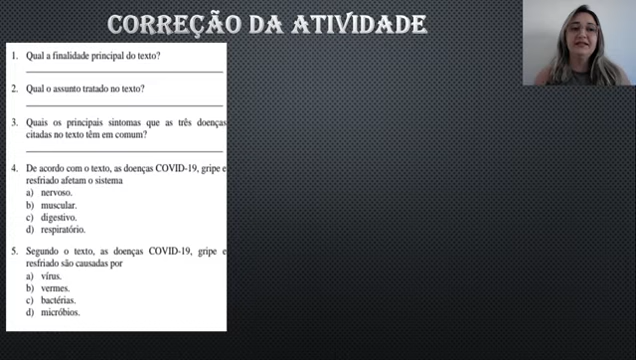 CORREÇÃO DA ATIVIDADE
1. Qual a finalidade principal do texto?
2. Qual o assunto tratado no texto?
3. Quais os principais sintomas que as três doenças
citadas no texto têm em comum?
4. De acordo com o texto, as doenças COVID-19, gripe e
resfriado afetam o sistema
a) nervoso.
b) muscular.
c) digestivo.
d) respiratório.
5. Segundo o texto, as doenças COVID-19, gripe e
resfriado são causadas por
a) vírus.
b) vermes.
c) bactérias.
d) micróbios.